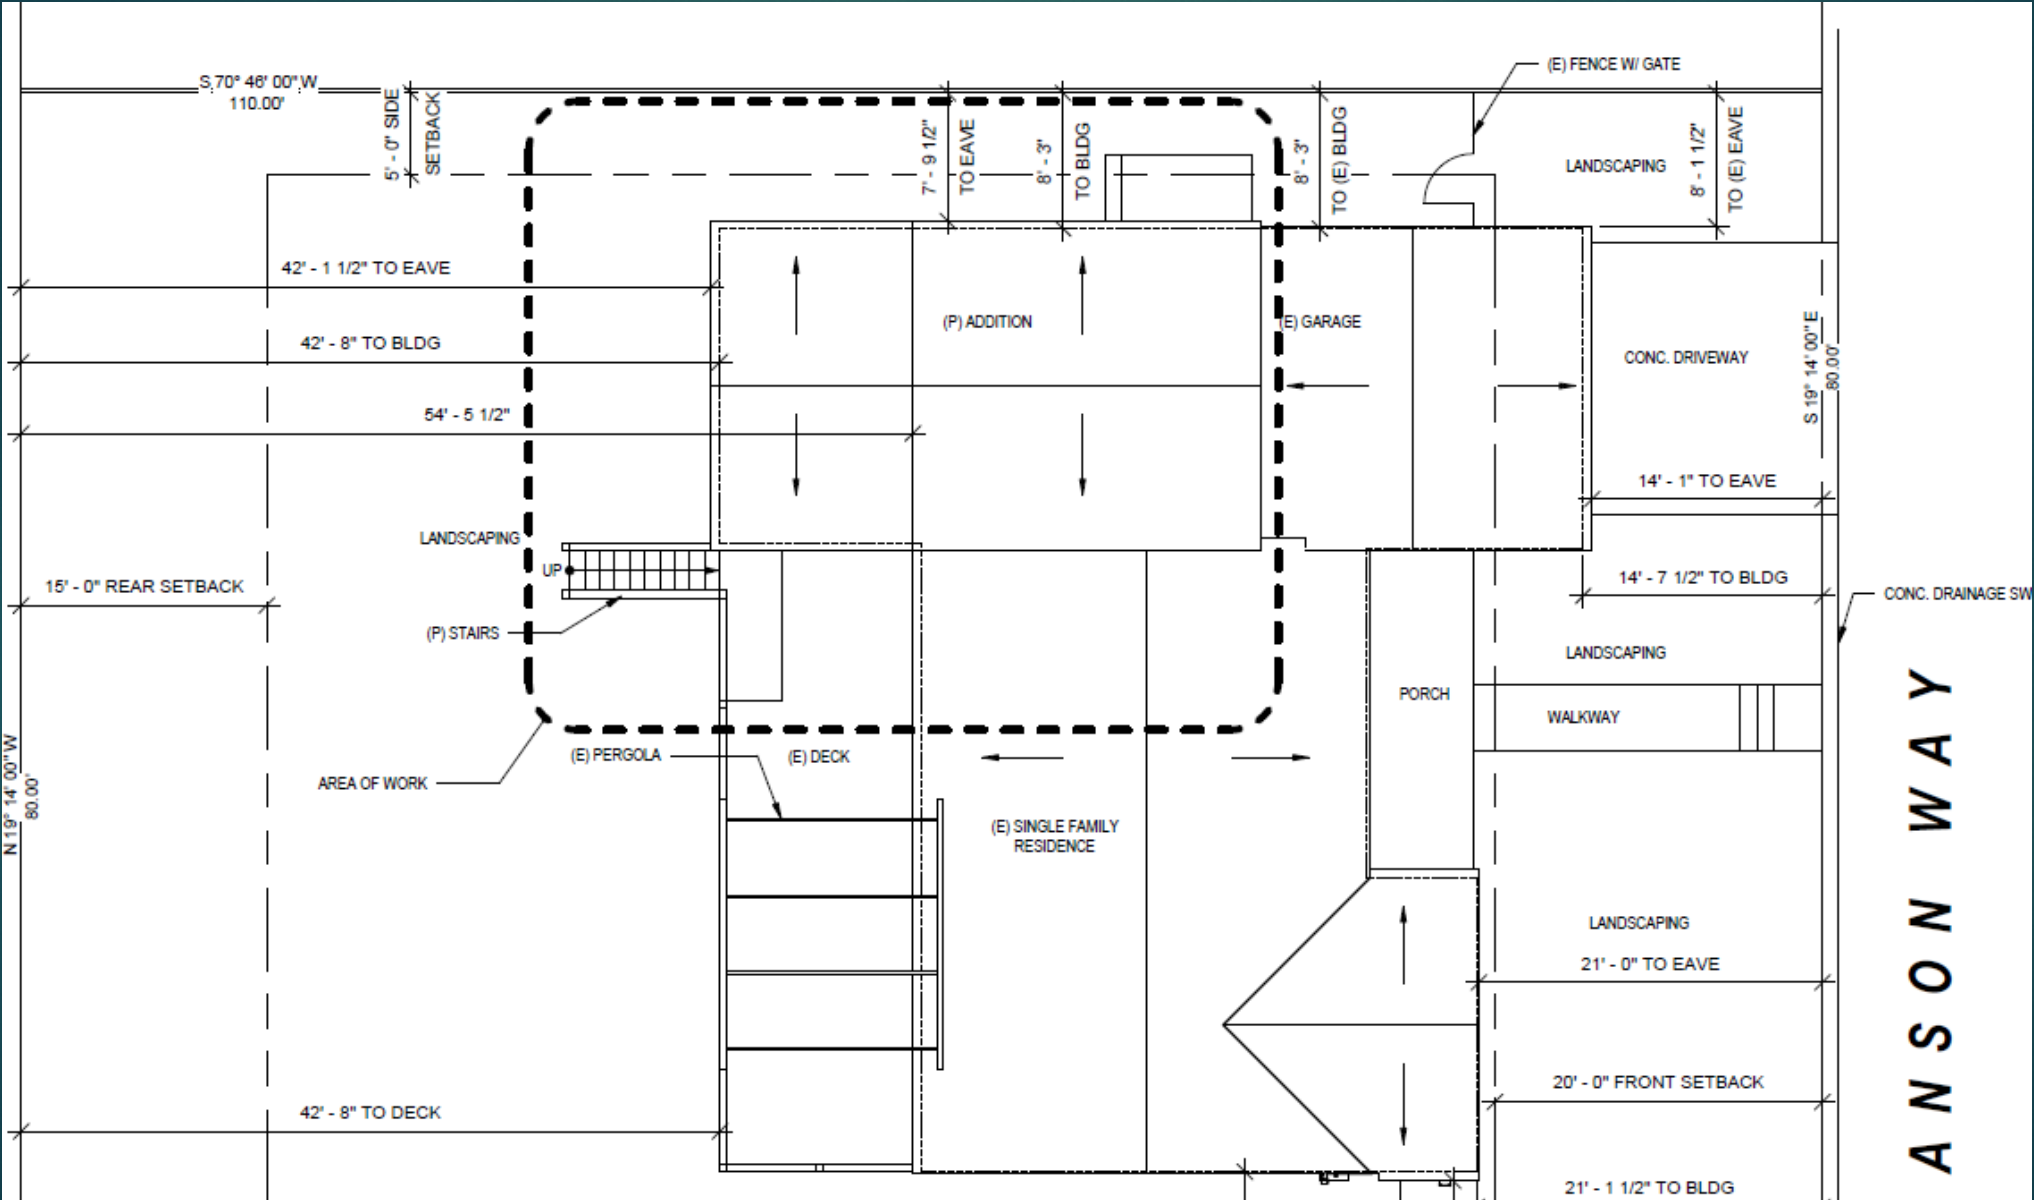 (E) FENCE W/ GATE
S 70° 46' 00" W
110.00'
5' - 0" SIDE
SETBACK
7' - 9 1/2"
TO EAVE
8' - 3"
TO BLDG
8' - 3"
TO (E) BLDG
LANDSCAPING
8' - 1 1/2"
TO (E) EAVE
42' - 1 1/2" TO EAVE
(P) ADDITION
(E) GARAGE
42' - 8" TO BLDG
CONC. DRIVEWAY
S 19° 14' 00" E
80.00'
54' - 5 1/2"
14' - 1" TO EAVE
LANDSCAPING
UP
15' - 0" REAR SETBACK
14' - 7 1/2" TO BLDG
CONC. DRAINAGE SW
(P) STAIRS
LANDSCAPING
PORCH
WALKWAY
(E) PERGOLA
(E) DECK
AREA OF WORK
N 19° 14' 00" W
80.00'
(E) SINGLE FAMILY
RESIDENCE
LANDSCAPING
21' - 0" TO EAVE
20' - 0" FRONT SETBACK
42' - 8" TO DECK
21' - 1 1/2" TO BLDG
ANSON WAY